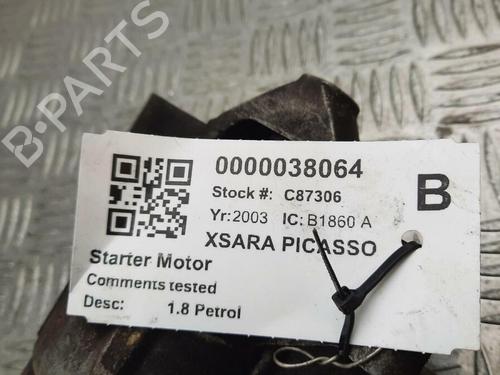 B-PARTS
0000038064
Stock #: C87306
B
Yr: 2003 IC: B1860 A
XSARA PICASSO
Starter Motor
Comments tested
Desc: 1.8 Petrol